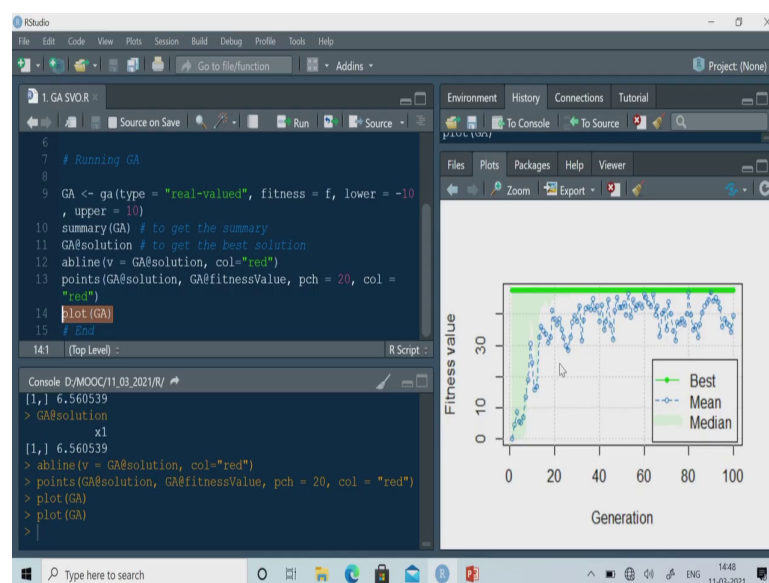 RStudio
File Edit Code View Plots Session Build Debug Profile Tools Help
Go to file/function Addins Project: (None)
1. GA SVO.R
Source on Save Run Source
6
7 # Running GA
8
9 GA <- ga(type = "real-valued", fitness = f, lower = -10
, upper = 10)
10 summary(GA) # to get the summary
11 GA@solution # to get the best solution
12 abline(v = GA@solution, col="red")
13 points(GA@solution, GA@fitnessValue, pch = 20, col =
"red")
14 plot(GA)
15 # End
14:1 (Top Level) R Script
Console D:/MOOC/11_03_2021/R/
[1,] 6.560539
> GA@solution
x1
[1,] 6.560539
> abline(v = GA@solution, col="red")
> points(GA@solution, GA@fitnessValue, pch = 20, col = "red")
> plot(GA)
> plot(GA)
>
Environment History Connections Tutorial
To Console To Source
plot(GA)
Files Plots Packages Help Viewer
Zoom Export
Fitness value
30
10
0
Best
Mean
Median
0 20 40 60 80 100
Generation
Type here to search
ENG
14:48
11-03-2021